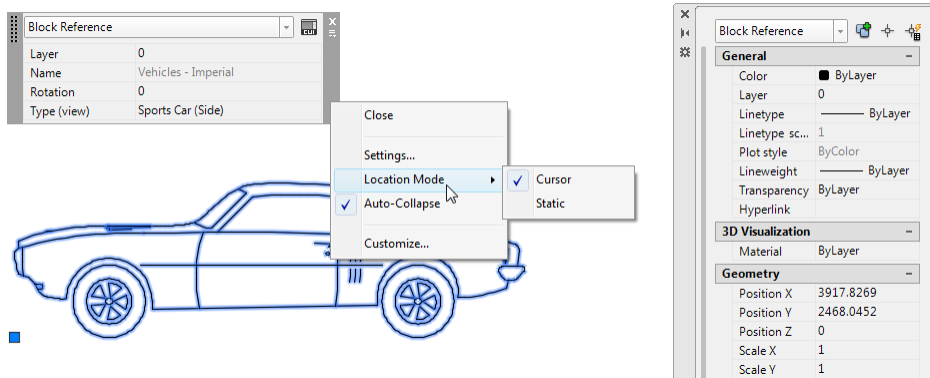 Block Reference
CUI
Layer 0
Name Vehicles - Imperial
Rotation 0
Type (view) Sports Car (Side)
Close
Settings...
Location Mode
Auto-Collapse
Customize...
Cursor
Static
Block Reference
General
Color ByLayer
Layer 0
Linetype ByLayer
Linetype sc... 1
Plot style ByColor
Lineweight ByLayer
Transparency ByLayer
Hyperlink
3D Visualization
Material ByLayer
Geometry
Position X 3917.8269
Position Y 2468.0452
Position Z 0
Scale X 1
Scale Y 1